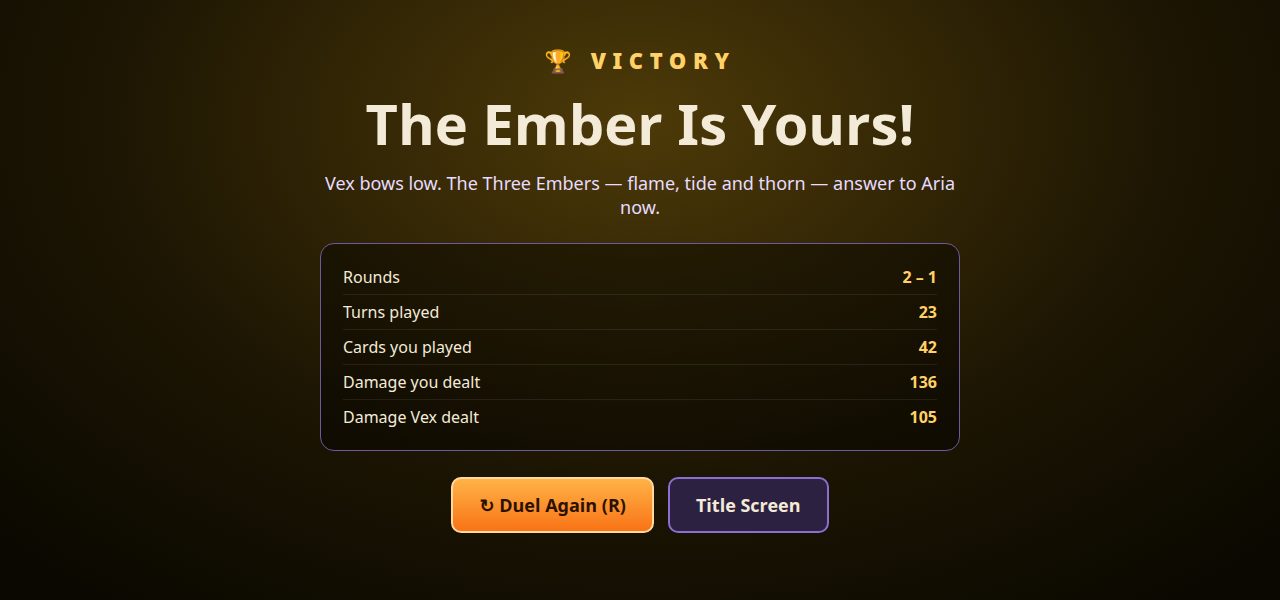 🏆 VICTORY
The Ember Is Yours!
Vex bows low. The Three Embers — flame, tide and thorn — answer to Aria
now.
Rounds 2 – 1
Turns played 23
Cards you played 42
Damage you dealt 136
Damage Vex dealt 105
↻ Duel Again (R) Title Screen